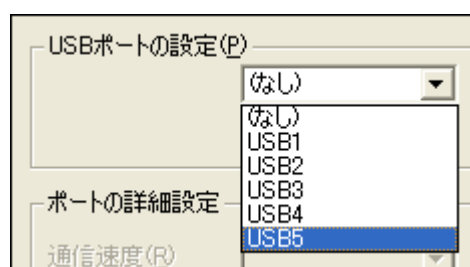 USBポートの設定(P)
(なし)
(なし)
USB1
USB2
USB3
USB4
USB5
ポートの詳細設定
通信速度(R)